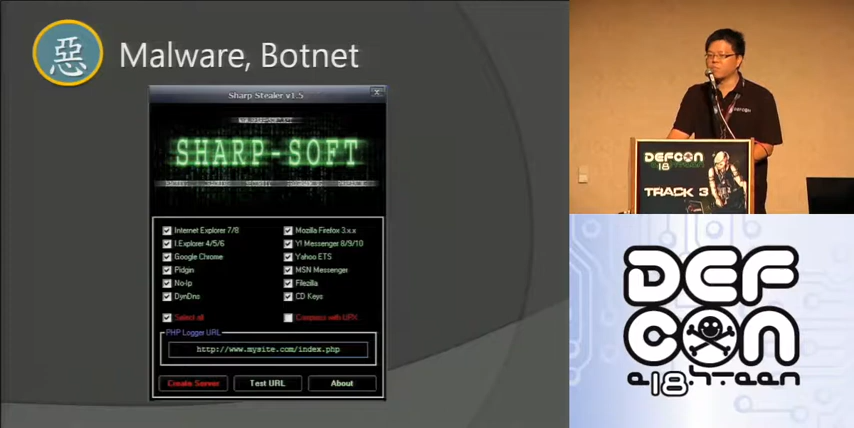 惡 Malware, Botnet
Sharp Stealer v1.5
SHARP-SOFT
Internet Explorer 7/8
Mozilla Firefox 3.x.x
I.Explorer 4/5/6
Y! Messenger 8/9/10
Google Chrome
Yahoo ETS
Pidgin
MSN Messenger
No-Ip
Filezilla
DynDns
CD Keys
Select all
Compress with UPX
PHP Logger URL
http://www.mysite.com/index.php
Create Server
Test URL
About
DEFCON
18
TRACK 3
DEFCON
DEF
CON
e18.h.teen